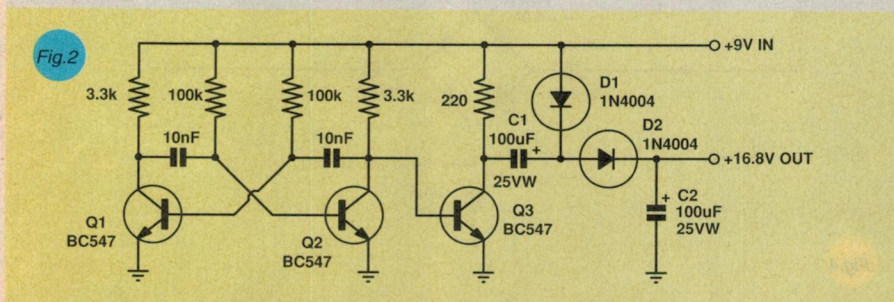 Fig.2
+9V IN
3.3k
100k
100k
3.3k
220
D1
1N4004
C1
100uF
+
25VW
10nF
10nF
D2
1N4004
+16.8V OUT
Q1
BC547
Q2
BC547
Q3
BC547
+
C2
100uF
25VW